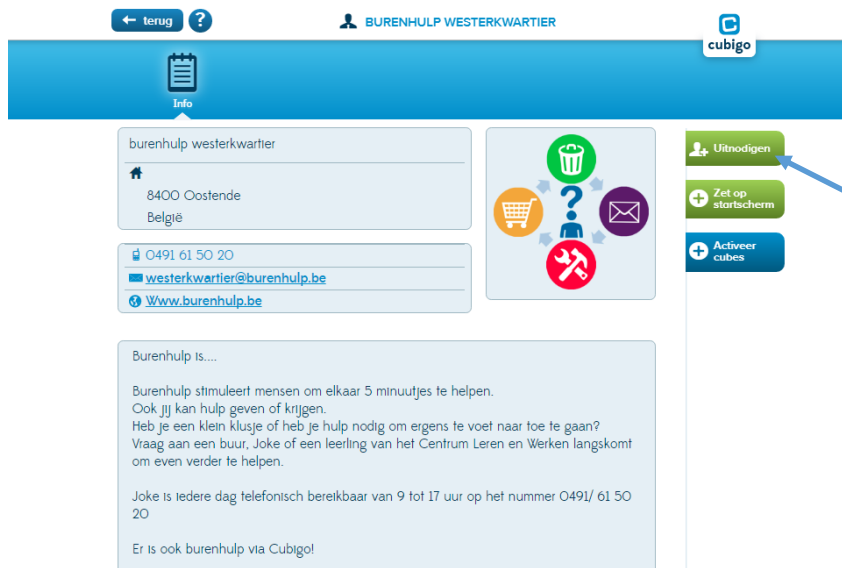 terug ?
BURENHULP WESTERKWARTIER
cubigo
Info
burenhulp westerkwartier
8400 Oostende
België
0491 61 50 20
westerkwartier@burenhulp.be
Www.burenhulp.be
?
Uitnodigen
Zet op
startscherm
Activeer
cubes
Burenhulp is....
Burenhulp stimuleert mensen om elkaar 5 minuutjes te helpen.
Ook jij kan hulp geven of krijgen.
Heb je een klein klusje of heb je hulp nodig om ergens te voet naar toe te gaan?
Vraag aan een buur, Joke of een leerling van het Centrum Leren en Werken langskomt
om even verder te helpen.
Joke is iedere dag telefonisch bereikbaar van 9 tot 17 uur op het nummer 0491/ 61 50
20
Er is ook burenhulp via Cubigo!